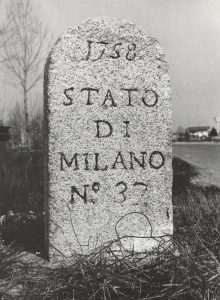 1758
STATO
DI
MILANO
N.º 37